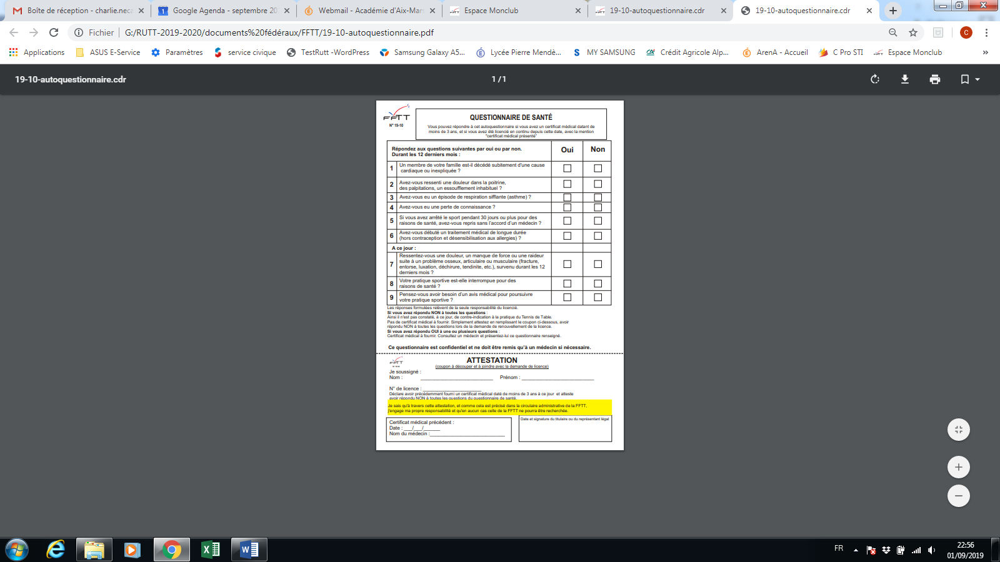 Boîte de réception - charlie.neca
Google Agenda - septembre 20
Webmail - Académie d'Aix-Mar
Espace Monclub
19-10-autoquestionnaire.cdr
19-10-autoquestionnaire.cdr
Fichier
G:/RUTT-2019-2020/documents%20fédéraux/FFTT/19-10-autoquestionnaire.pdf
C
Applications
ASUS E-Service
Paramètres
service civique
TestRutt -WordPress
Samsung Galaxy A5...
Lycée Pierre Mendè...
MY SAMSUNG
Crédit Agricole Alp...
ArenA - Accueil
C Pro STI
Espace Monclub
»
19-10-autoquestionnaire.cdr
1 / 1
FFTT
N° 19-10
QUESTIONNAIRE DE SANTÉ
Vous pouvez répondre à cet autoquestionnaire si vous avez un certificat médical datant de
moins de 3 ans, et si vous avez été licencié en continu depuis cette date, avec la mention
"certificat médical présenté"
Répondez aux questions suivantes par oui ou par non.
Durant les 12 derniers mois :
Oui
Non
1
Un membre de votre famille est-il décédé subitement d'une cause
cardiaque ou inexpliquée ?
2
Avez-vous ressenti une douleur dans la poitrine,
des palpitations, un essoufflement inhabituel ?
3
Avez-vous eu un épisode de respiration sifflante (asthme) ?
4
Avez-vous eu une perte de connaissance ?
5
Si vous avez arrêté le sport pendant 30 jours ou plus pour des
raisons de santé, avez-vous repris sans l'accord d'un médecin ?
6
Avez-vous débuté un traitement médical de longue durée
(hors contraception et désensibilisation aux allergies) ?
A ce jour :
7
Ressentez-vous une douleur, un manque de force ou une raideur
suite à un problème osseux, articulaire ou musculaire (fracture,
entorse, luxation, déchirure, tendinite, etc.), survenu durant les 12
derniers mois ?
8
Votre pratique sportive est-elle interrompue pour des
raisons de santé ?
9
Pensez-vous avoir besoin d'un avis médical pour poursuivre
votre pratique sportive ?
Les réponses formulées relèvent de la seule responsabilité du licencié.
Si vous avez répondu NON à toutes les questions :
Ainsi il n'est pas constaté, à ce jour, de contre-indication à la pratique du Tennis de Table.
Pas de certificat médical à fournir. Simplement attestez en remplissant le coupon ci-dessous, avoir
répondu NON à toutes les questions lors de la demande de renouvellement de la licence.
Si vous avez répondu OUI à une ou plusieurs questions :
Certificat médical à fournir. Consultez un médecin et présentez-lui ce questionnaire renseigné.
Ce questionnaire est confidentiel et ne doit être remis qu'à un médecin si nécessaire.
FFTT
ATTESTATION
(coupon à découper et à joindre avec la demande de licence)
Je soussigné :
Nom : __________________________ Prénom : __________________________
N° de licence : _____________________
Déclare avoir précédemment fourni un certificat médical daté de moins de 3 ans à ce jour et atteste
avoir répondu NON à toutes les questions du questionnaire de santé.
Je sais qu'à travers cette attestation, et comme cela est précisé dans la circulaire administrative de la FFTT,
j'engage ma propre responsabilité et qu'en aucun cas celle de la FFTT ne pourra être recherchée.
Certificat médical précédent :
Date : ___/___/______
Nom du médecin :___________________________
Date et signature du titulaire ou du représentant légal
FR
22:56
01/09/2019